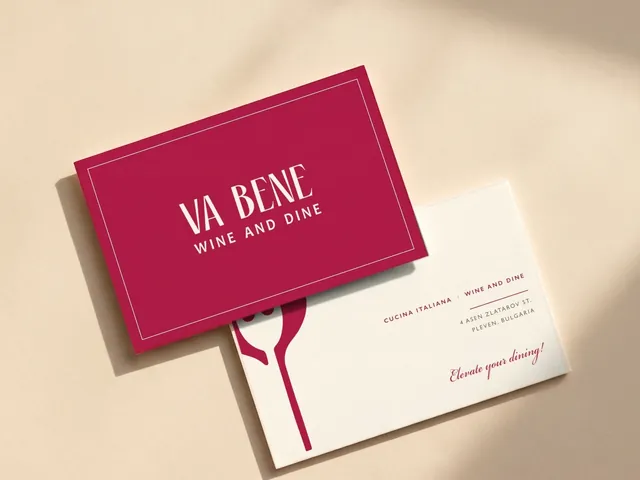 VA BENE
WINE AND DINE
CUCINA ITALIANA · WINE AND DINE
4 ASEN ZLATAROV ST.
PLEVEN, BULGARIA
Elevate your dining!